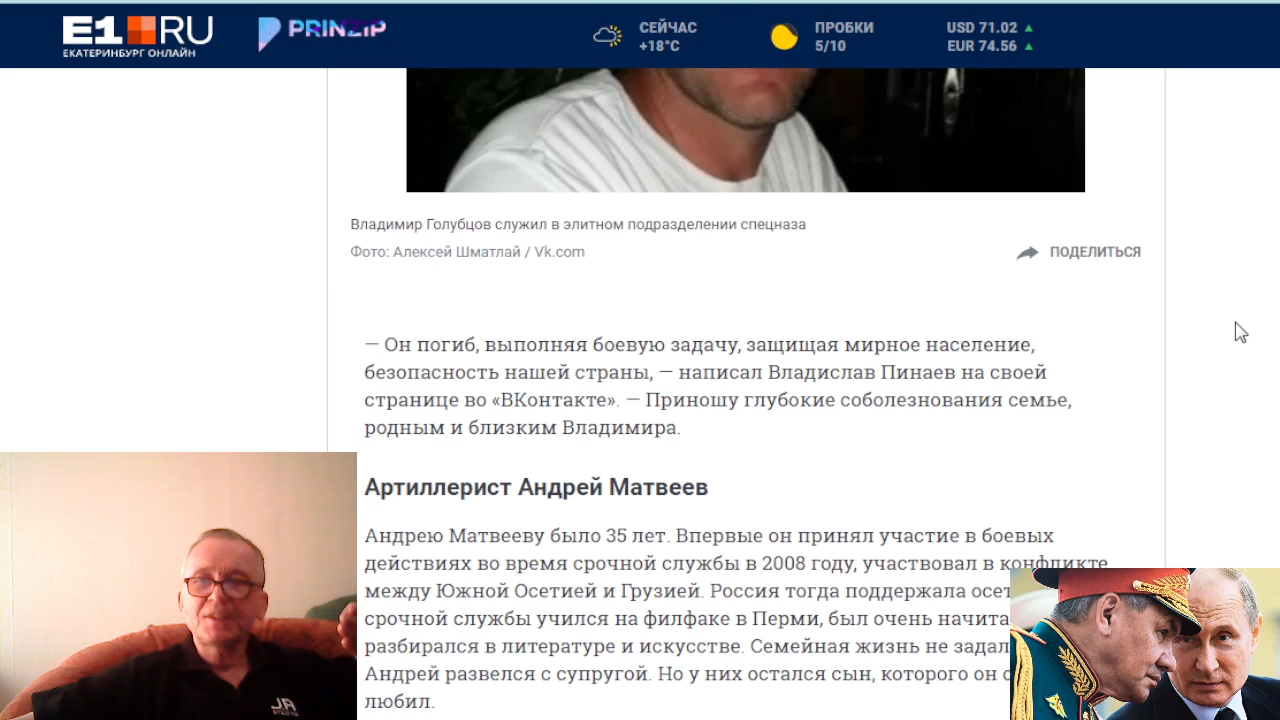 E1.RU
ЕКАТЕРИНБУРГ ОНЛАЙН
PRINZIP
СЕЙЧАС
+18°C
ПРОБКИ
5/10
USD 71.02
EUR 74.56
Владимир Голубцов служил в элитном подразделении спецназа
Фото: Алексей Шматлай / Vk.com
ПОДЕЛИТЬСЯ
— Он погиб, выполняя боевую задачу, защищая мирное население,
безопасность нашей страны, — написал Владислав Пинаев на своей
странице во «ВКонтакте». — Приношу глубокие соболезнования семье,
родным и близким Владимира.
Артиллерист Андрей Матвеев
Андрею Матвееву было 35 лет. Впервые он принял участие в боевых
действиях во время срочной службы в 2008 году, участвовал в конфликте
между Южной Осетией и Грузией. Россия тогда поддержала осет
срочной службы учился на филфаке в Перми, был очень начита
разбирался в литературе и искусстве. Семейная жизнь не задал
Андрей развелся с супругой. Но у них остался сын, которого он о
любил.
JA